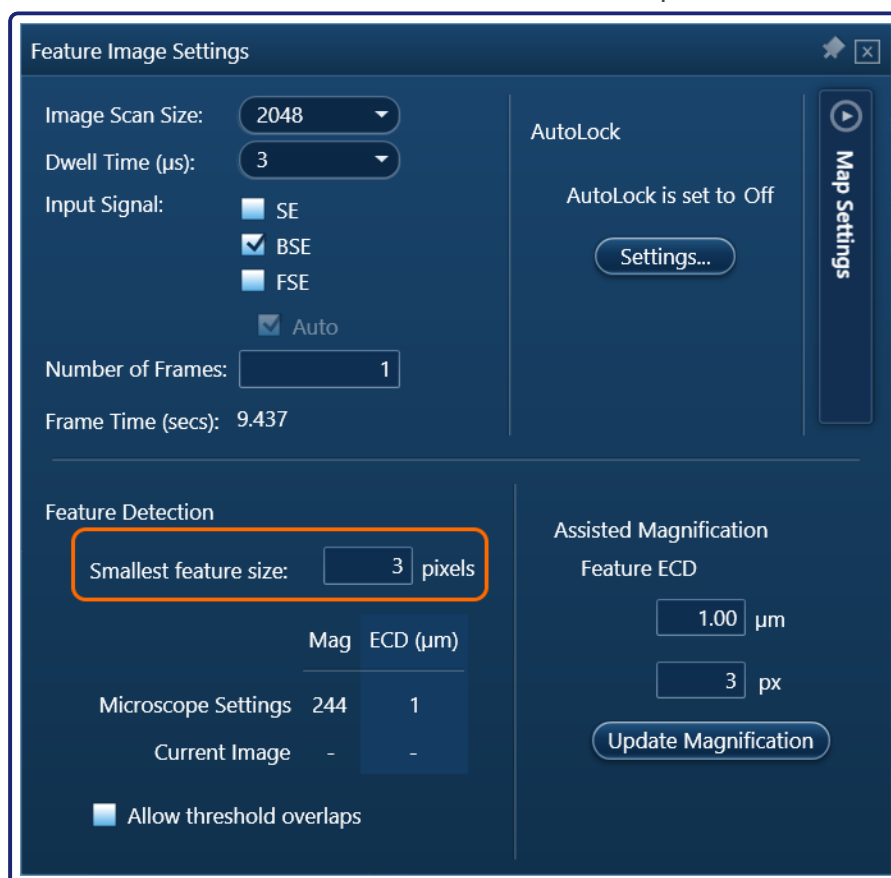 Feature Image Settings
Image Scan Size: 2048
Dwell Time (µs): 3
Input Signal:
SE
BSE
FSE
Auto
Number of Frames: 1
Frame Time (secs): 9.437
AutoLock
AutoLock is set to Off
Settings...
Map Settings
Feature Detection
Smallest feature size: 3 pixels
Mag ECD (µm)
Microscope Settings 244 1
Current Image - -
Allow threshold overlaps
Assisted Magnification
Feature ECD
1.00 µm
3 px
Update Magnification